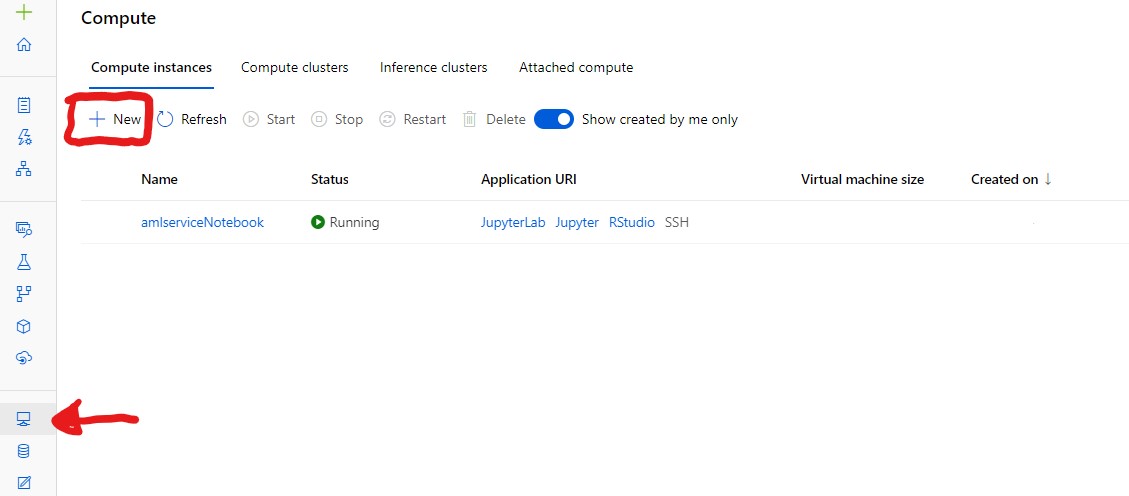 Compute
Compute instances Compute clusters Inference clusters Attached compute
New Refresh Start Stop Restart Delete Show created by me only
Name Status Application URI Virtual machine size Created on ↓
amlserviceNotebook Running JupyterLab Jupyter RStudio SSH